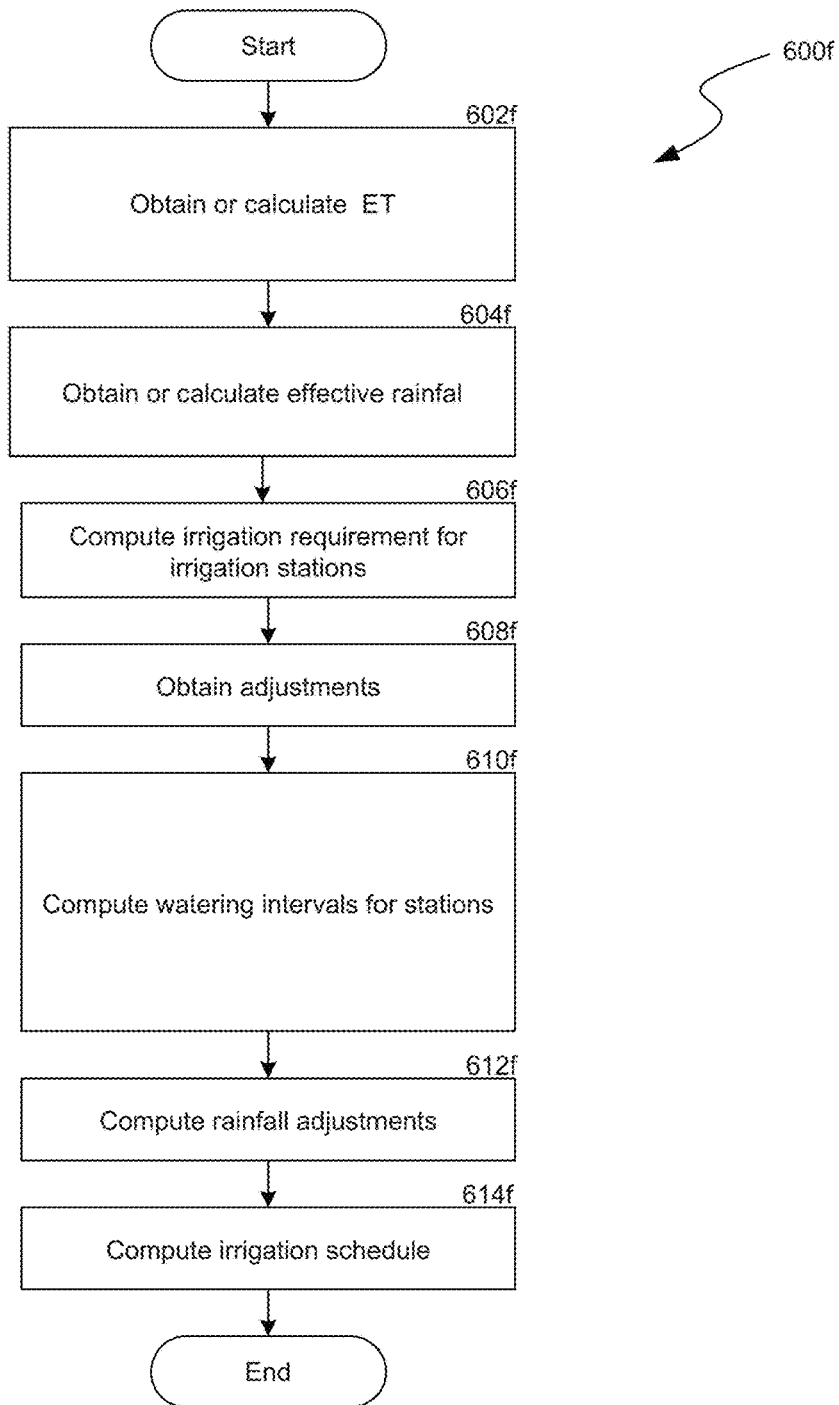 Start
600f
602f
Obtain or calculate ET
604f
Obtain or calculate effective rainfal
606f
Compute irrigation requirement for
irrigation stations
608f
Obtain adjustments
610f
Compute watering intervals for stations
612f
Compute rainfall adjustments
614f
Compute irrigation schedule
End